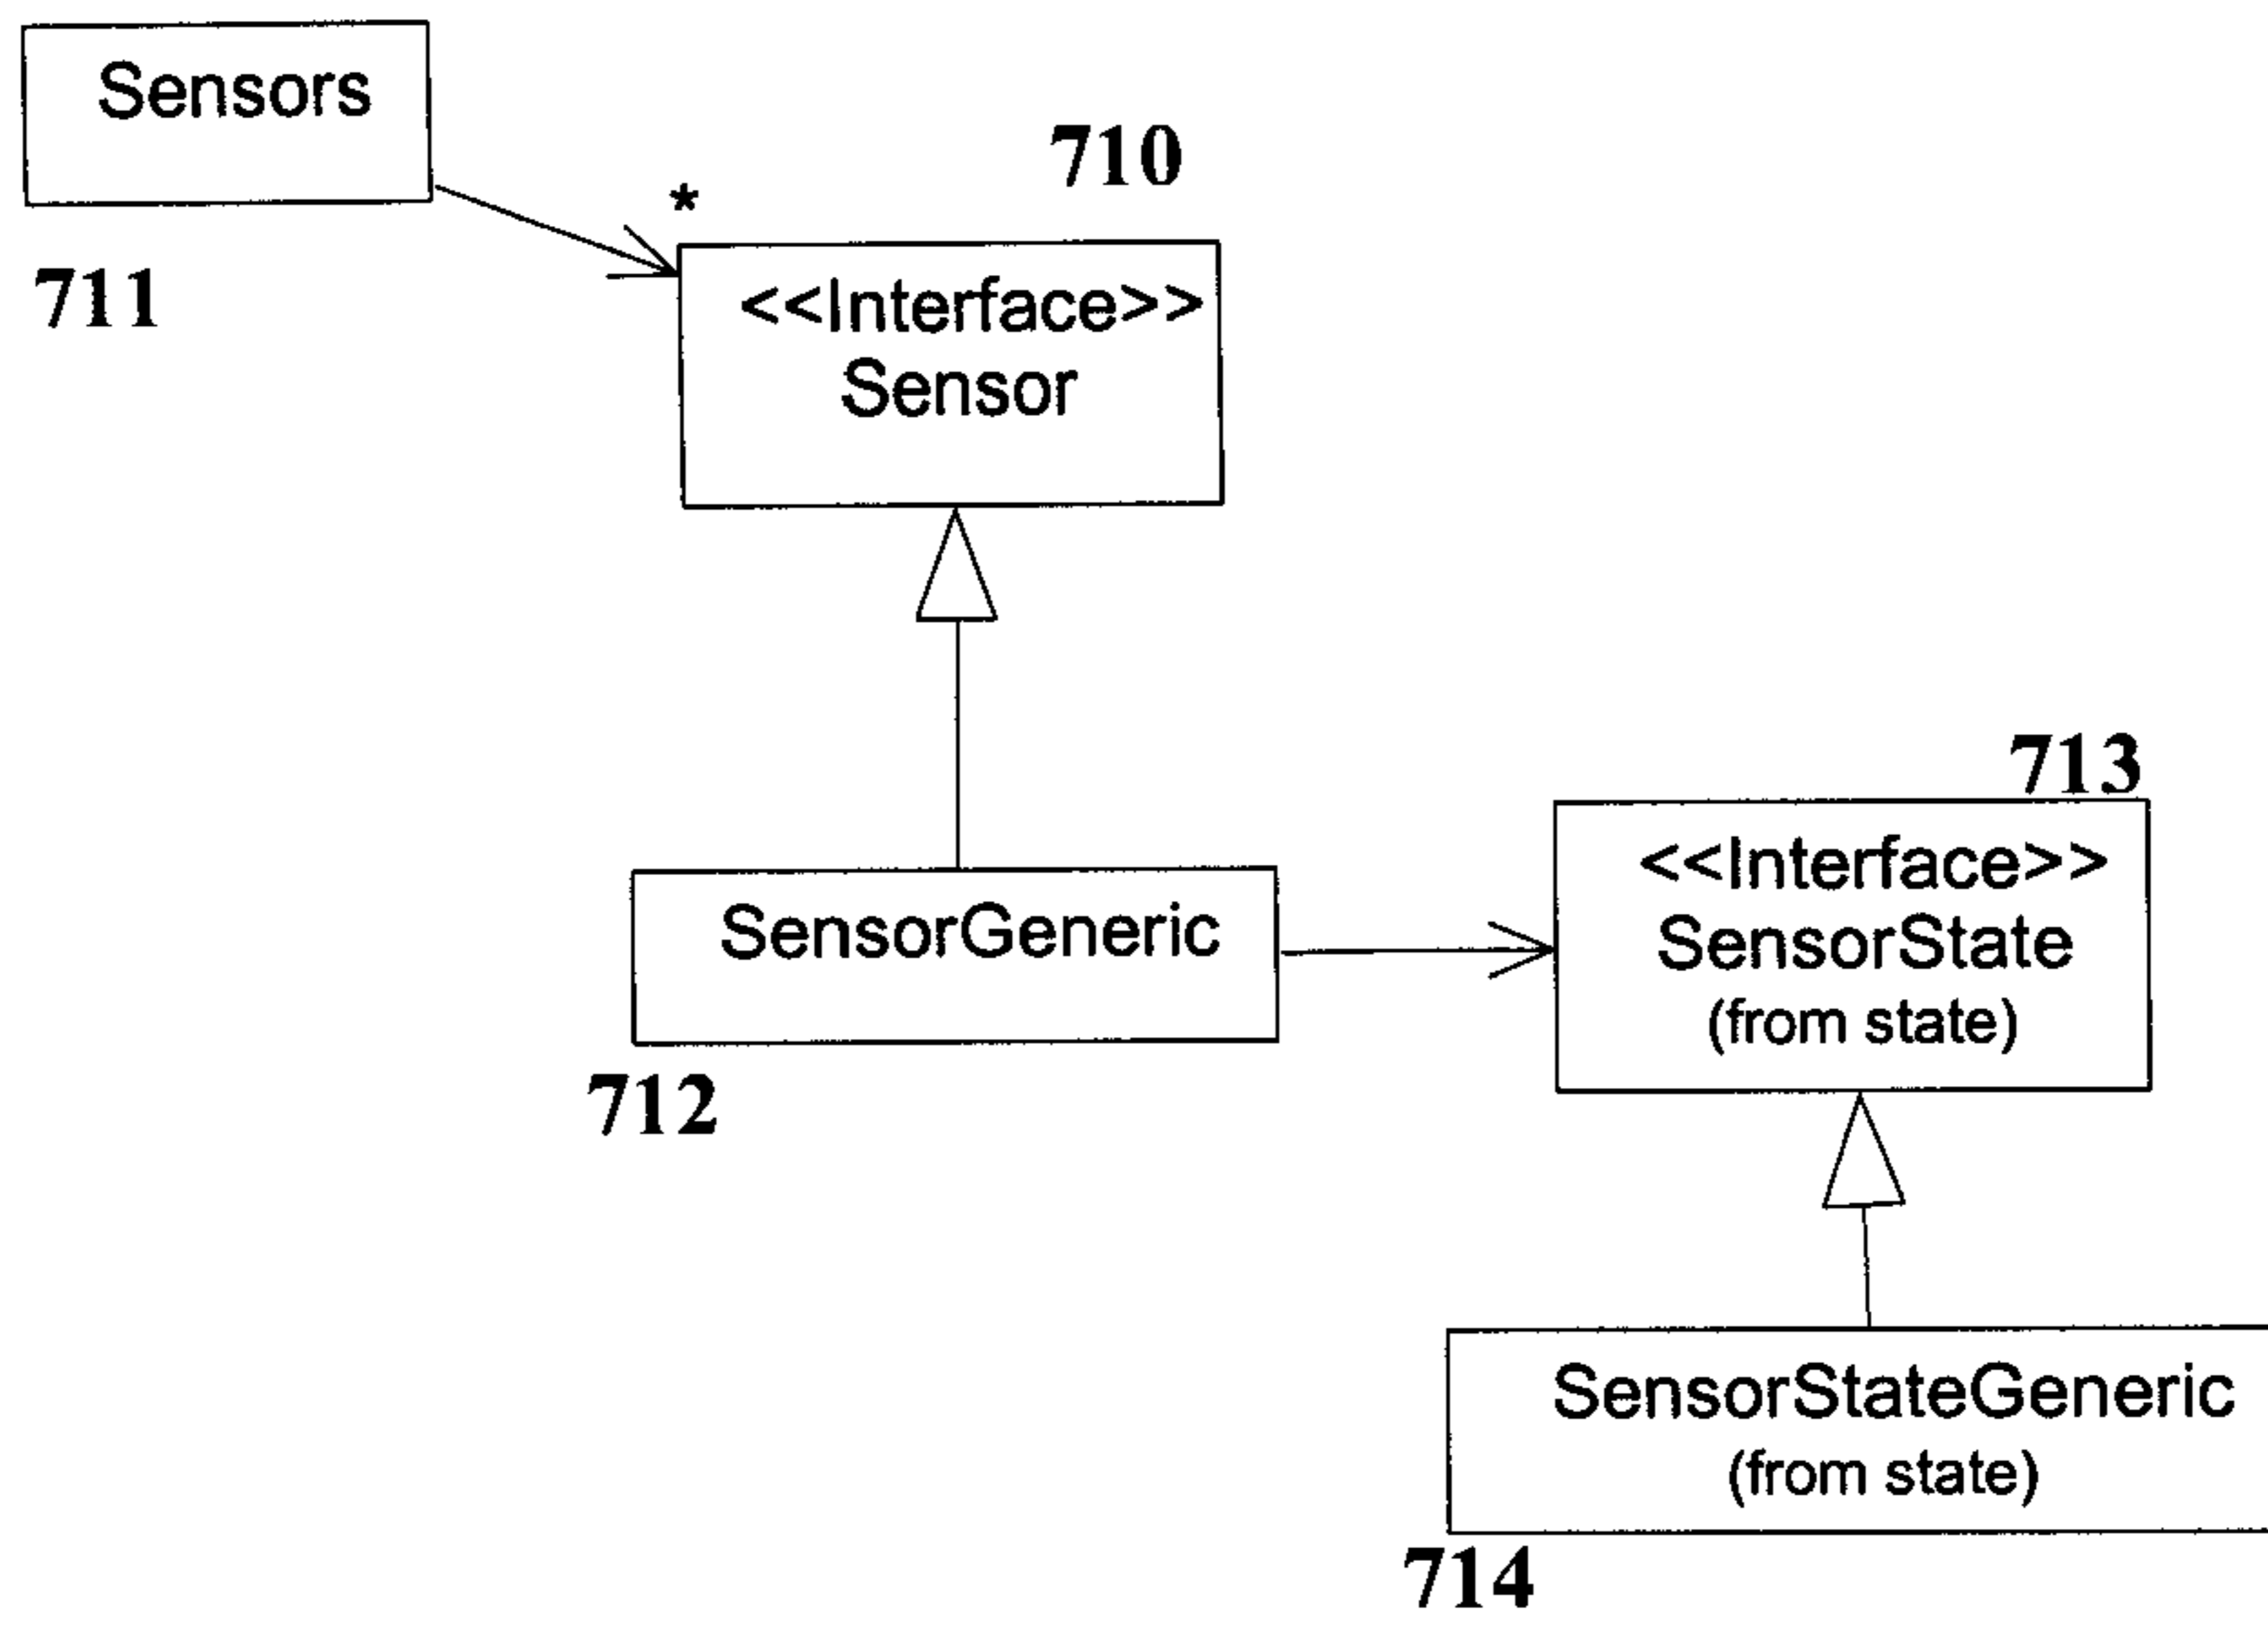 Sensors
711
710
*
<<Interface>>
Sensor
SensorGeneric
712
713
<<Interface>>
SensorState
(from state)
SensorStateGeneric
(from state)
714